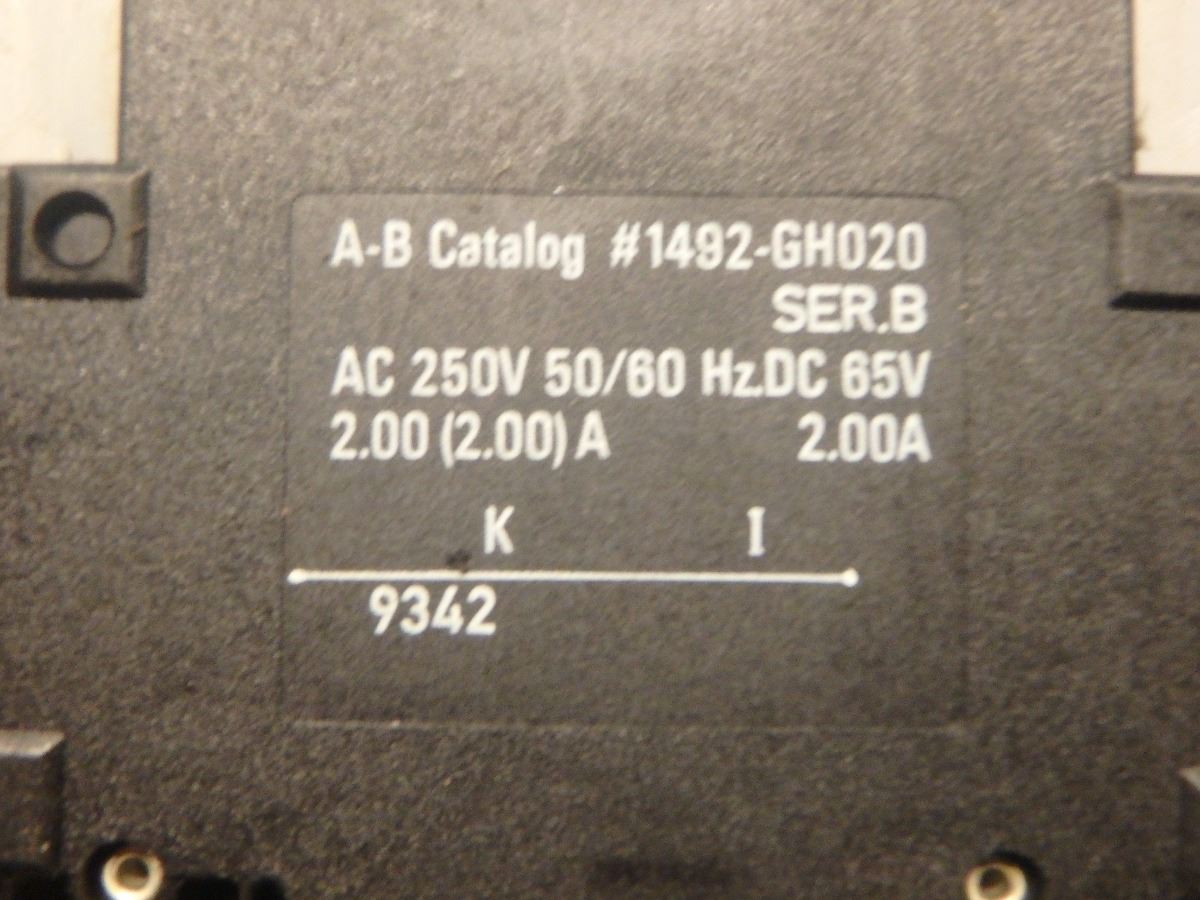 A-B Catalog #1492-GH020
SER.B
AC 250V 50/60 Hz.DC 65V
2.00 (2.00) A 2.00A
K I
9342